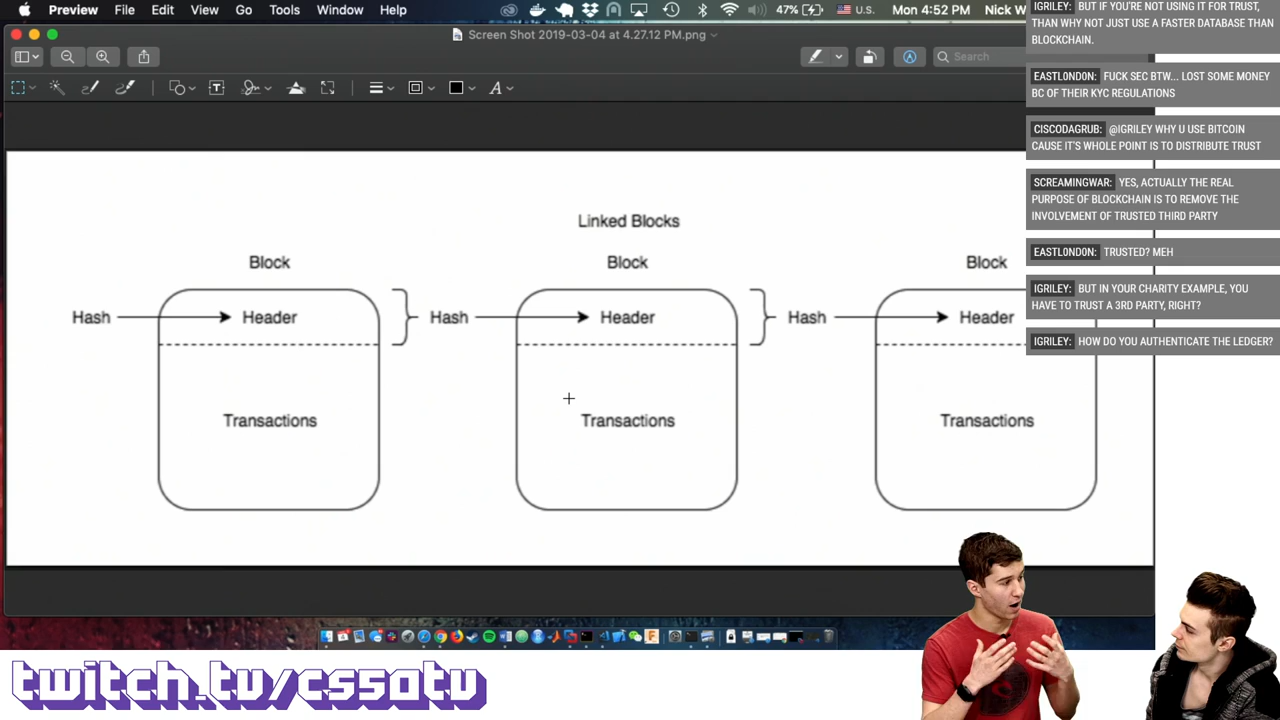 Preview File Edit View Go Tools Window Help 47% U.S. Mon 4:52 PM Nick W
Screen Shot 2019-03-04 at 4.27.12 PM.png
Search
Linked Blocks
Block Block Block
Hash Header Hash Header Hash Header
Transactions Transactions Transactions
IGRILEY: BUT IF YOU'RE NOT USING IT FOR TRUST,
THAN WHY NOT JUST USE A FASTER DATABASE THAN
BLOCKCHAIN.
EASTL0ND0N: FUCK SEC BTW... LOST SOME MONEY
BC OF THEIR KYC REGULATIONS
CISCODAGRUB: @IGRILEY WHY U USE BITCOIN
CAUSE IT'S WHOLE POINT IS TO DISTRIBUTE TRUST
SCREAMINGWAR: YES, ACTUALLY THE REAL
PURPOSE OF BLOCKCHAIN IS TO REMOVE THE
INVOLVEMENT OF TRUSTED THIRD PARTY
EASTL0ND0N: TRUSTED? MEH
IGRILEY: BUT IN YOUR CHARITY EXAMPLE, YOU
HAVE TO TRUST A 3RD PARTY, RIGHT?
IGRILEY: HOW DO YOU AUTHENTICATE THE LEDGER?
twitch.tv/cssatv